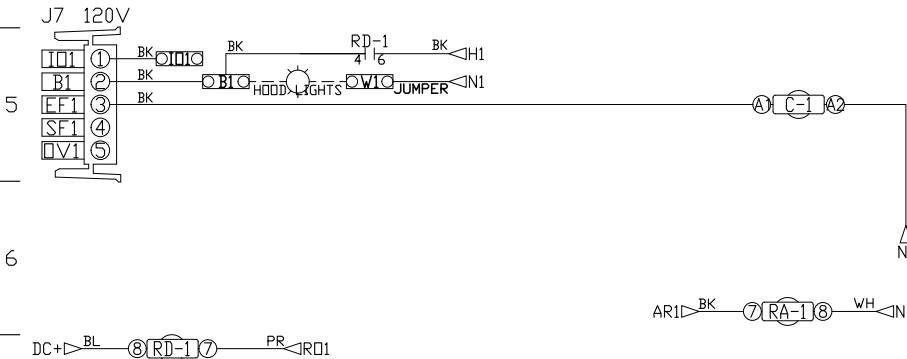 J7 120V
IO1 1 BK IO1 BK RD-1 4 6 BK H1
B1 2 BK B1 HOOD LIGHTS W1 JUMPER N1
5 EF1 3 BK A1 C-1 A2
SF1 4
OV1 5
N
6
AR1 BK 7 RA-1 8 WH N
DC+ BL 8 RD-1 7 PR RO1